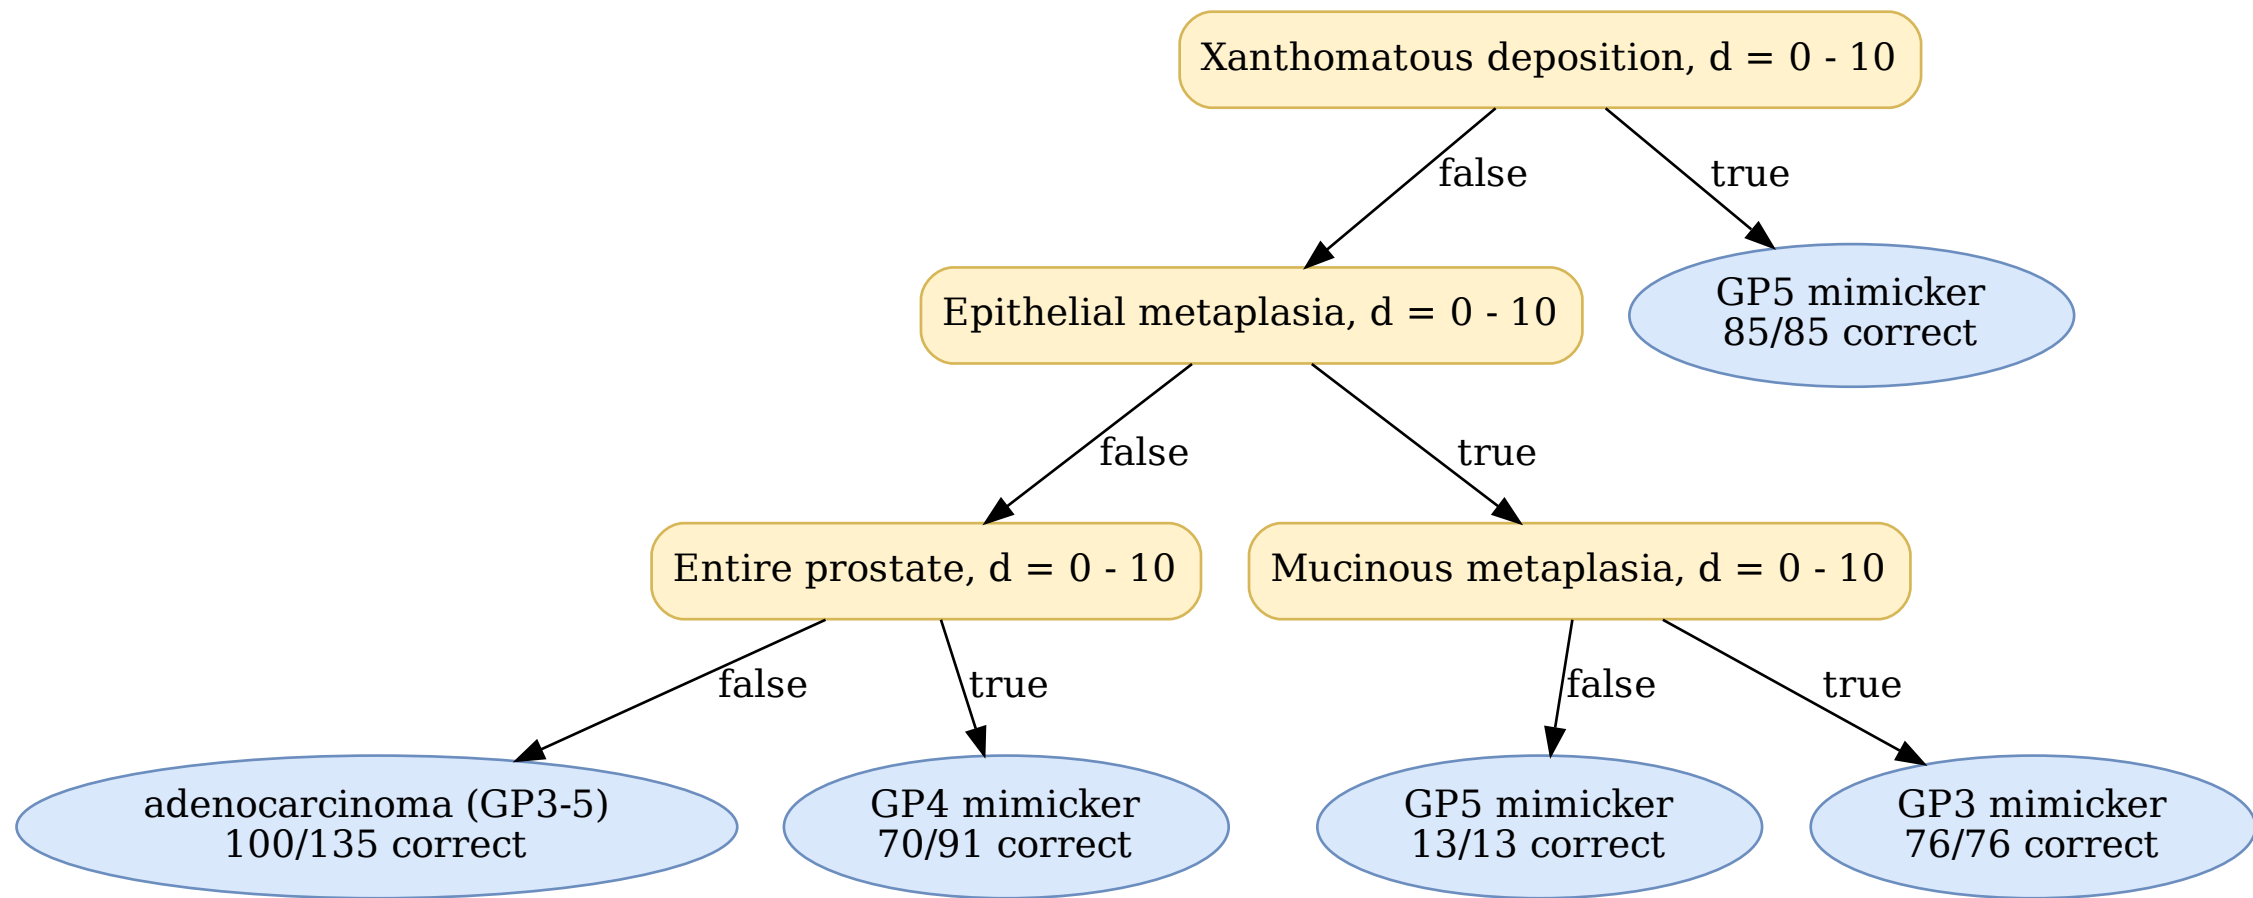 Xanthomatous deposition, d = 0 - 10
false
true
Epithelial metaplasia, d = 0 - 10
GP5 mimicker
85/85 correct
false
true
Entire prostate, d = 0 - 10
Mucinous metaplasia, d = 0 - 10
false
true
false
true
adenocarcinoma (GP3-5)
100/135 correct
GP4 mimicker
70/91 correct
GP5 mimicker
13/13 correct
GP3 mimicker
76/76 correct